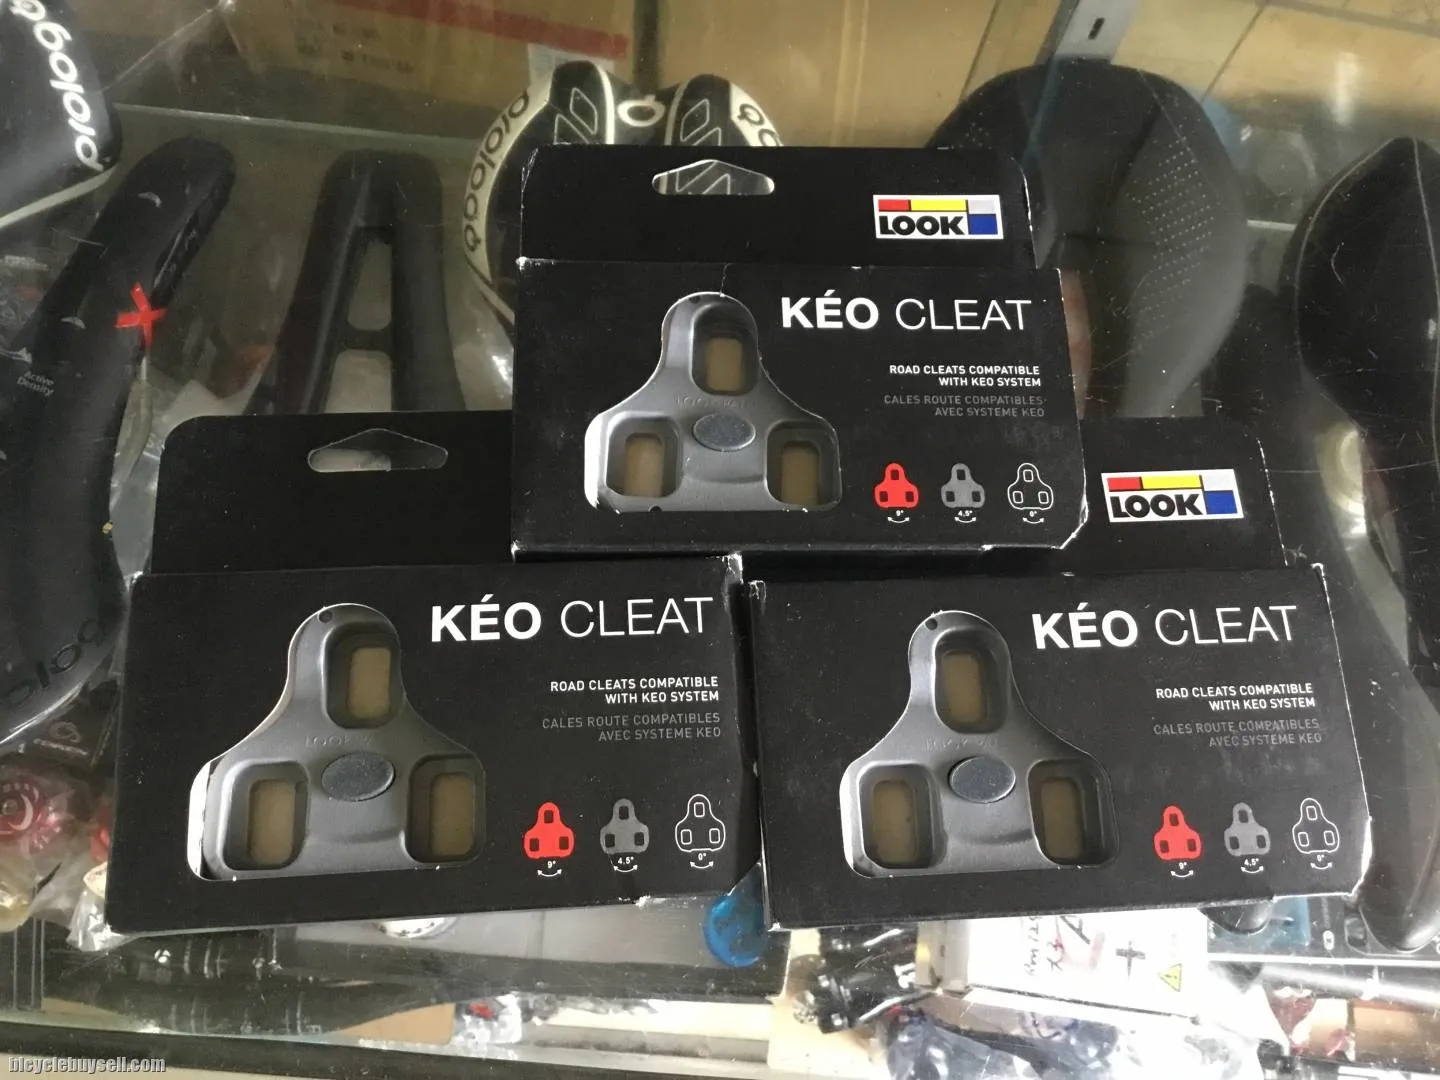 prologo
prologo
LOOK
KÉO CLEAT
ROAD CLEATS COMPATIBLE
WITH KEO SYSTEM
CALES ROUTE COMPATIBLES
AVEC SYSTEME KEO
9° 4,5° 0°
Active
Density
LOOK
KÉO CLEAT
ROAD CLEATS COMPATIBLE
WITH KEO SYSTEM
CALES ROUTE COMPATIBLES
AVEC SYSTEME KEO
9° 4,5° 0°
KÉO CLEAT
ROAD CLEATS COMPATIBLE
WITH KEO SYSTEM
CALES ROUTE COMPATIBLES
AVEC SYSTEME KEO
9° 4,5° 0°
bicyclebuysell.com